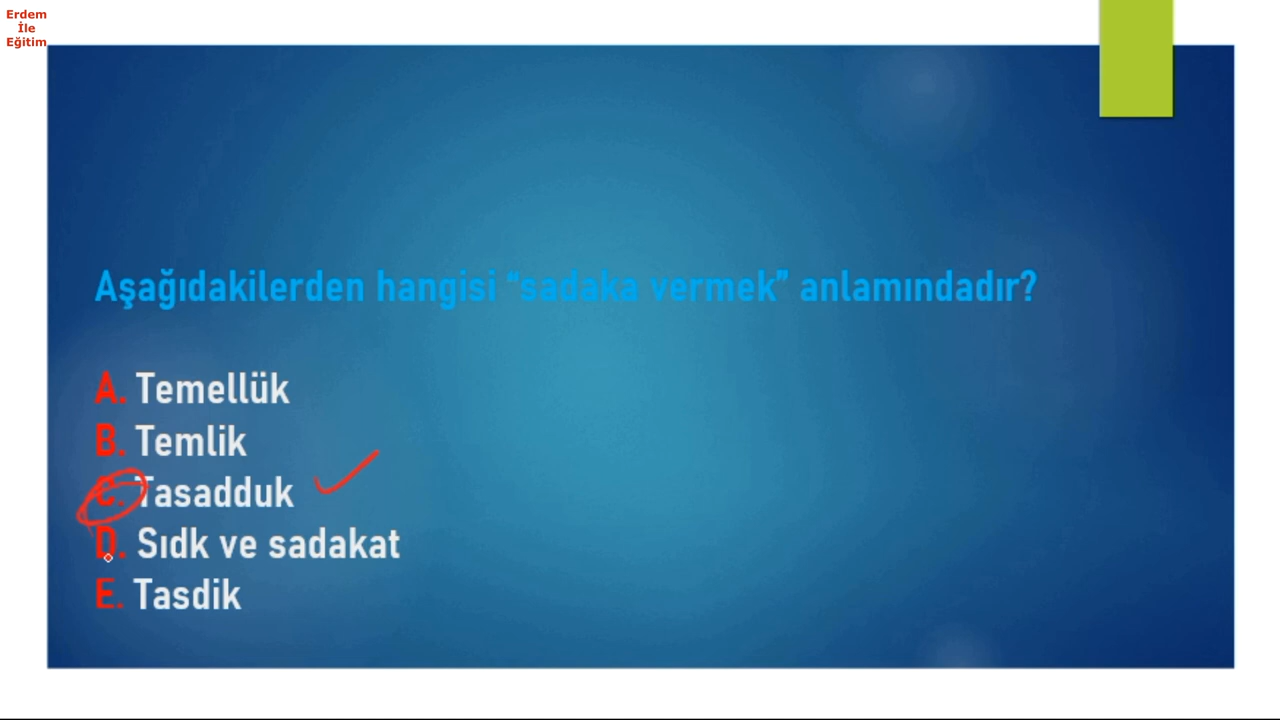 Erdem
İle
Eğitim
Aşağıdakilerden hangisi “sadaka vermek” anlamındadır?
A. Temellük
B. Temlik
C. Tasadduk
D. Sıdk ve sadakat
E. Tasdik